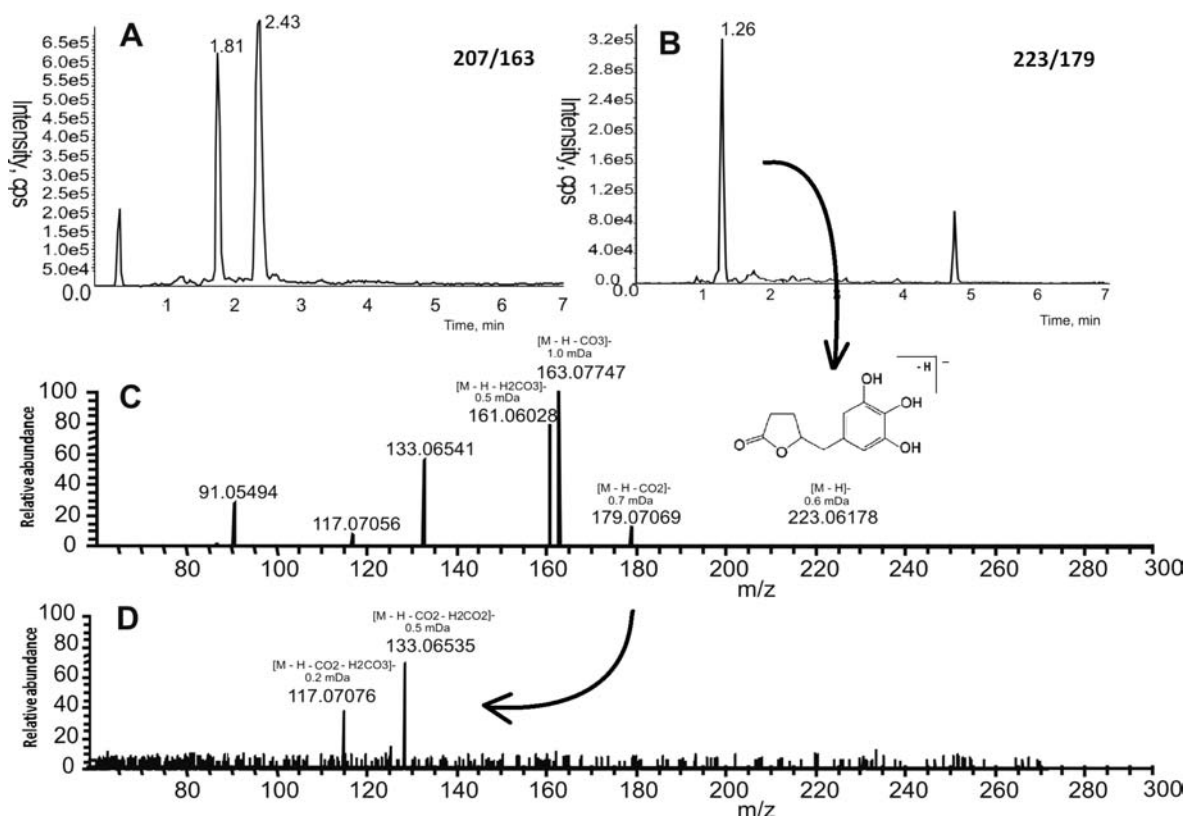 A
207/163
1.81
2.43
6.5e5
6.0e5
5.5e5
5.0e5
4.5e5
4.0e5
3.5e5
3.0e5
2.5e5
2.0e5
1.5e5
1.0e5
5.0e4
0.0
Intensity, cps
1 2 3 4 5 6 7
Time, min
B
223/179
1.26
3.2e5
2.8e5
2.4e5
2.0e5
1.6e5
1.2e5
8.0e4
4.0e4
0.0
0.0
Intensity, cps
1 2 3 4 5 6 7
Time, min
OH
OH
OH
O
O
- H
-
C
Relative abundance
100
80
60
40
20
0
[M - H - CO3]-
1.0 mDa
163.07747
[M - H - H2CO3]-
0.5 mDa
161.06028
133.06541
91.05494
117.07056
[M - H - CO2]-
0.7 mDa
179.07069
[M - H]-
0.6 mDa
223.06178
80 100 120 140 160 180 200 220 240 260 280 300
m/z
D
Relative abundance
100
80
60
40
20
0
[M - H - CO2 - H2CO2]-
0.5 mDa
133.06535
[M - H - CO2 - H2CO3]-
0.2 mDa
117.07076
80 100 120 140 160 180 200 220 240 260 280 300
m/z